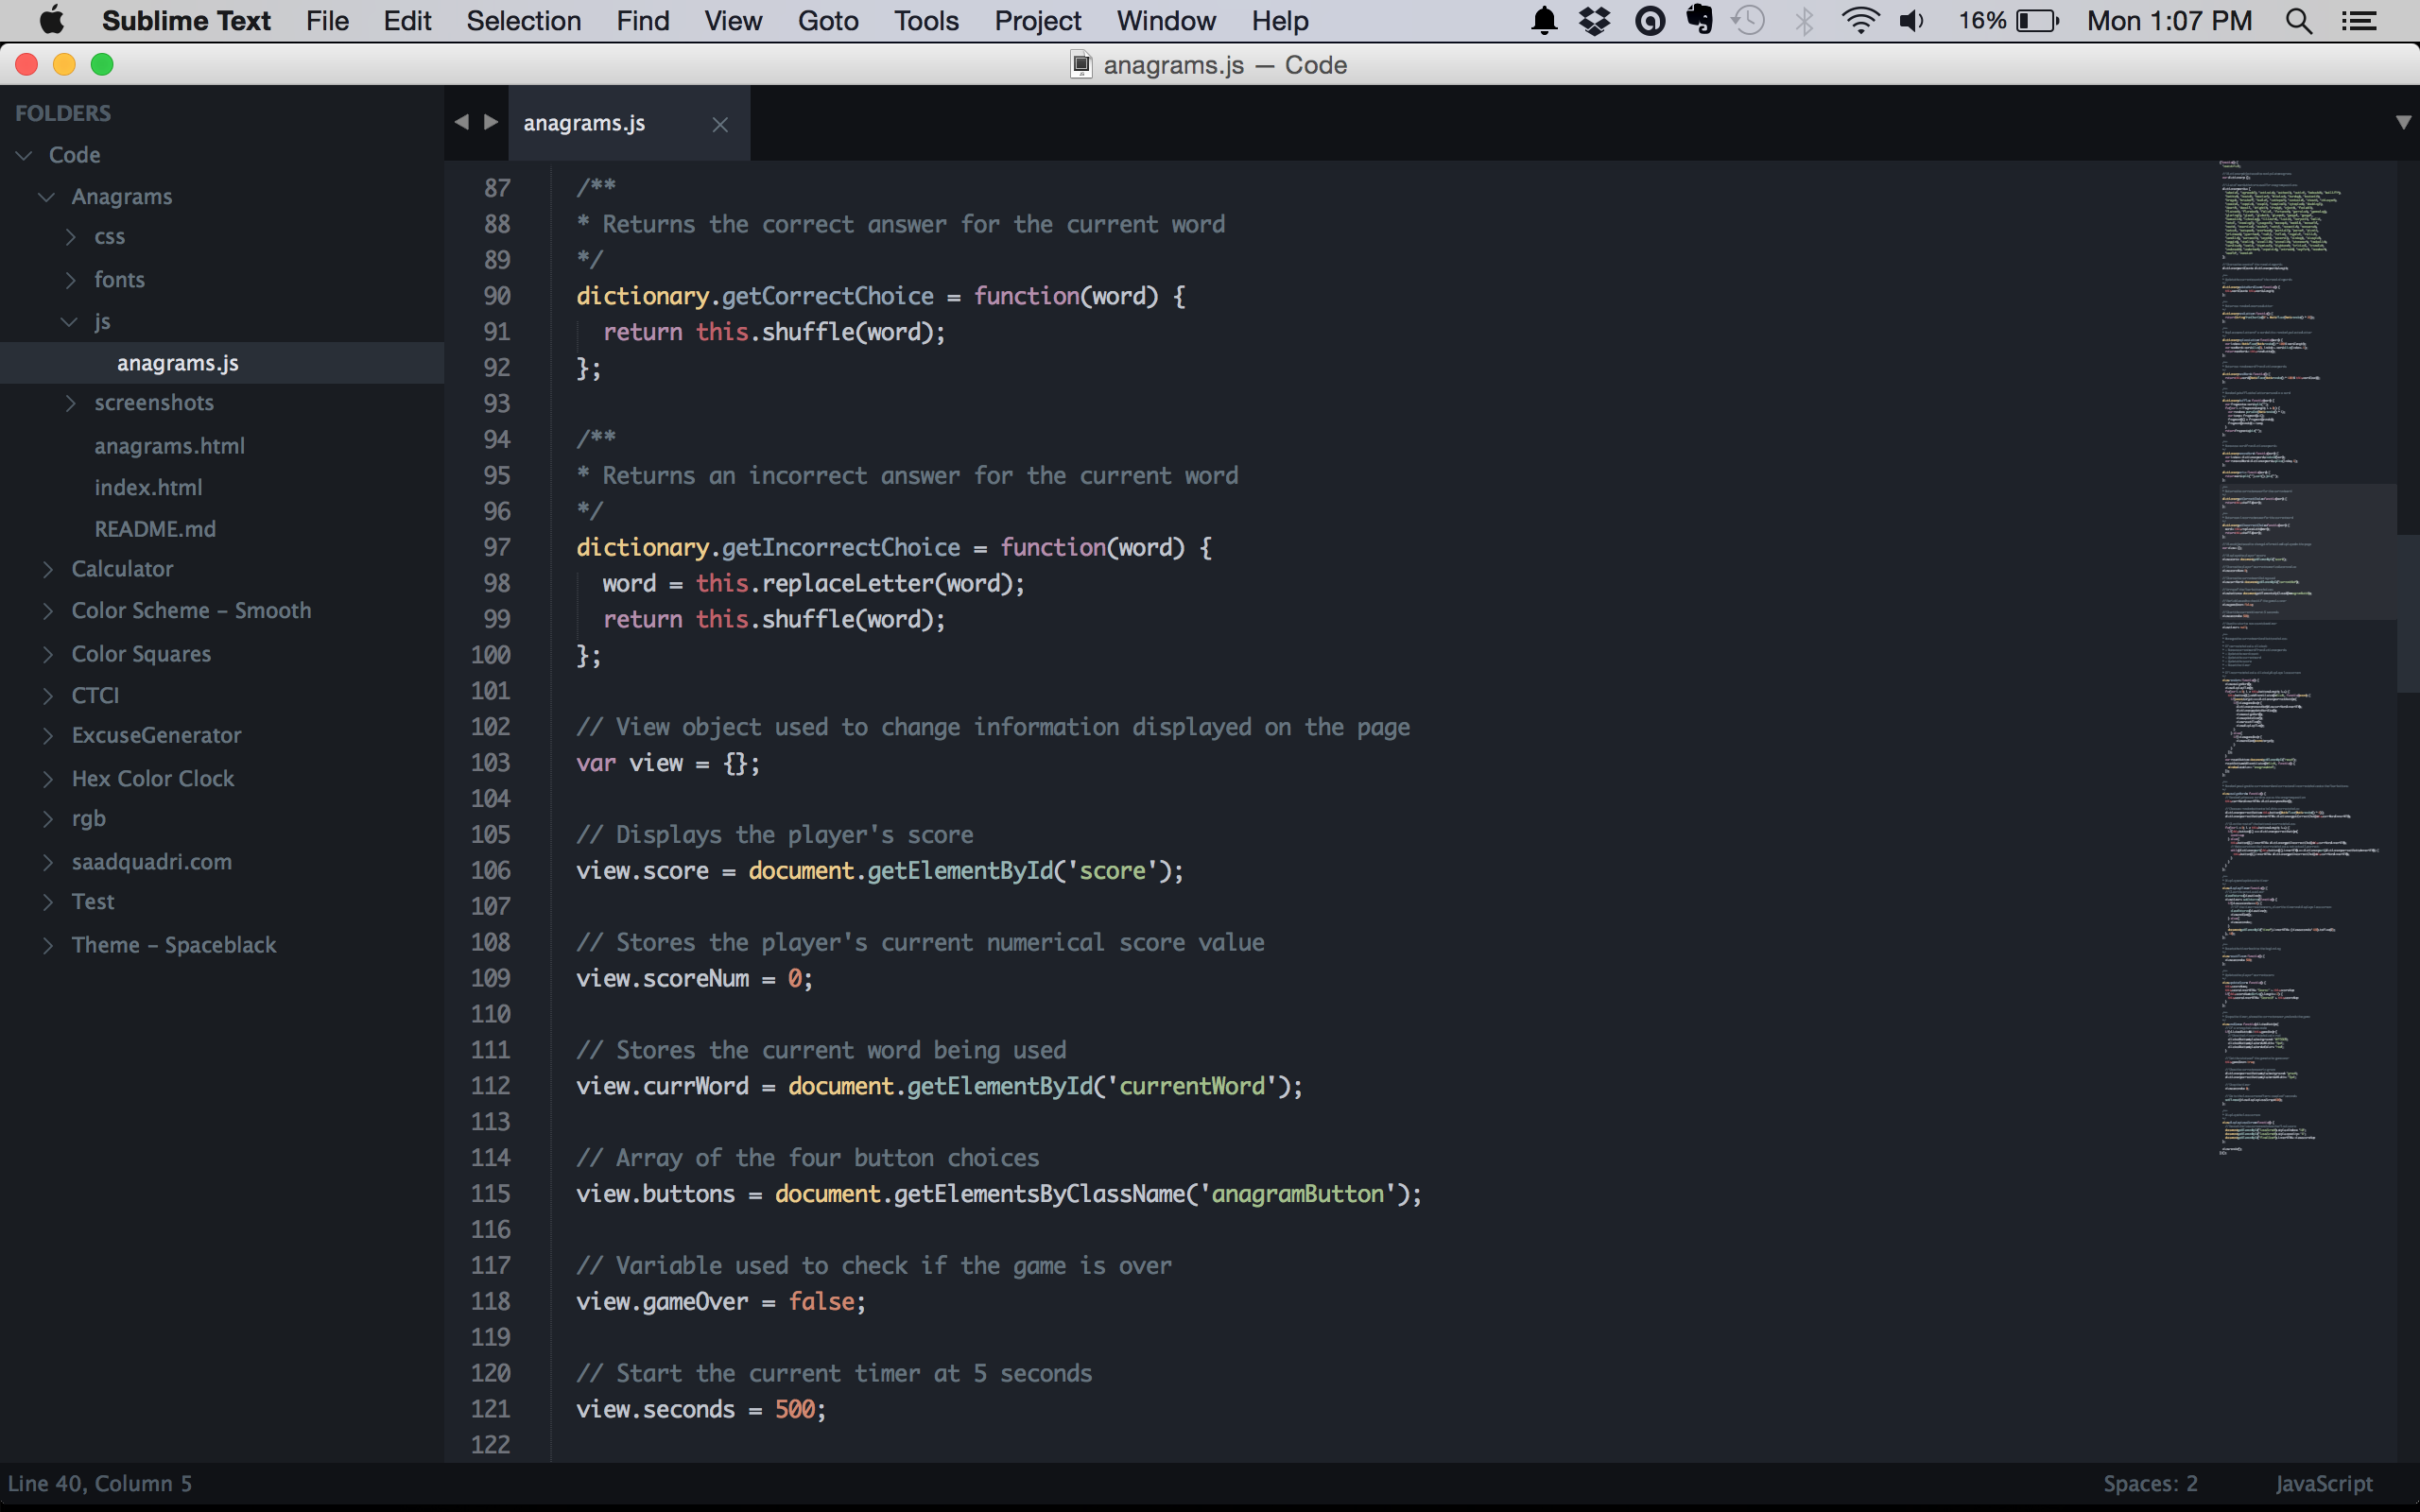 Sublime Text File Edit Selection Find View Goto Tools Project Window Help 16% Mon 1:07 PM
anagrams.js — Code
FOLDERS
Code
Anagrams
css
fonts
js
anagrams.js
screenshots
anagrams.html
index.html
README.md
Calculator
Color Scheme - Smooth
Color Squares
CTCI
ExcuseGenerator
Hex Color Clock
rgb
saadquadri.com
Test
Theme - Spaceblack
anagrams.js
87 /**
88 * Returns the correct answer for the current word
89 */
90 dictionary.getCorrectChoice = function(word) {
91   return this.shuffle(word);
92 };
93
94 /**
95 * Returns an incorrect answer for the current word
96 */
97 dictionary.getIncorrectChoice = function(word) {
98   word = this.replaceLetter(word);
99   return this.shuffle(word);
100 };
101
102 // View object used to change information displayed on the page
103 var view = {};
104
105 // Displays the player's score
106 view.score = document.getElementById('score');
107
108 // Stores the player's current numerical score value
109 view.scoreNum = 0;
110
111 // Stores the current word being used
112 view.currWord = document.getElementById('currentWord');
113
114 // Array of the four button choices
115 view.buttons = document.getElementsByClassName('anagramButton');
116
117 // Variable used to check if the game is over
118 view.gameOver = false;
119
120 // Start the current timer at 5 seconds
121 view.seconds = 500;
122
Line 40, Column 5 Spaces: 2 JavaScript